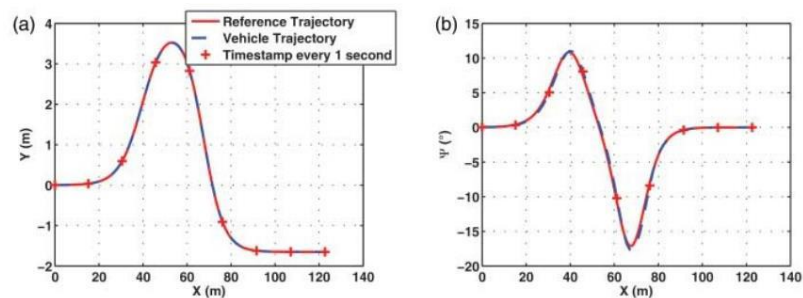 (a)
Reference Trajectory
Vehicle Trajectory
Timestamp every 1 second
4
3
2
1
0
−1
−2
Y (m)
0 20 40 60 80 100 120 140
X (m)
(b)
15
10
5
0
−5
−10
−15
−20
Ψ (°)
0 20 40 60 80 100 120 140
X (m)